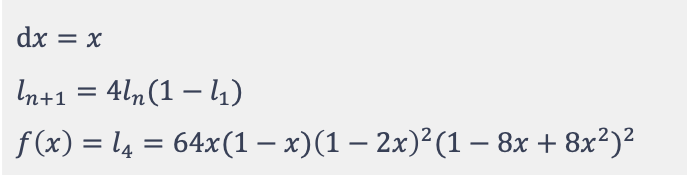 dx = x
lₙ₊₁ = 4lₙ(1 − l₁)
f(x) = l₄ = 64x(1 − x)(1 − 2x)²(1 − 8x + 8x²)²